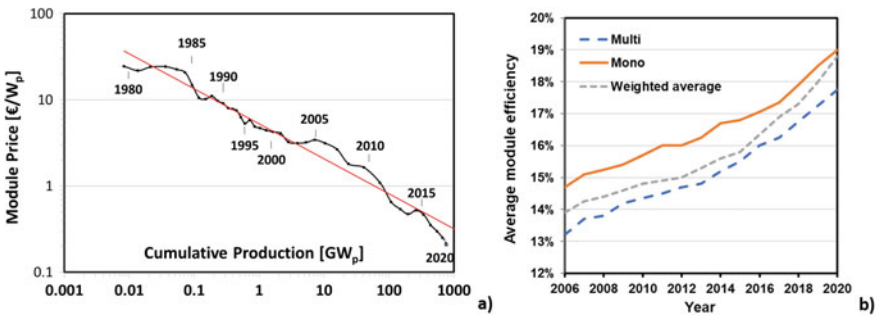 100
10
1
0.1
Module Price [€/Wp]
1980
1985
1990
1995
2000
2005
2010
2015
2020
Cumulative Production [GWp]
0.001 0.01 0.1 1 10 100 1000
a)
20%
19%
18%
17%
16%
15%
14%
13%
12%
Average module efficiency
Multi
Mono
Weighted average
2006 2008 2010 2012 2014 2016 2018 2020
Year
b)